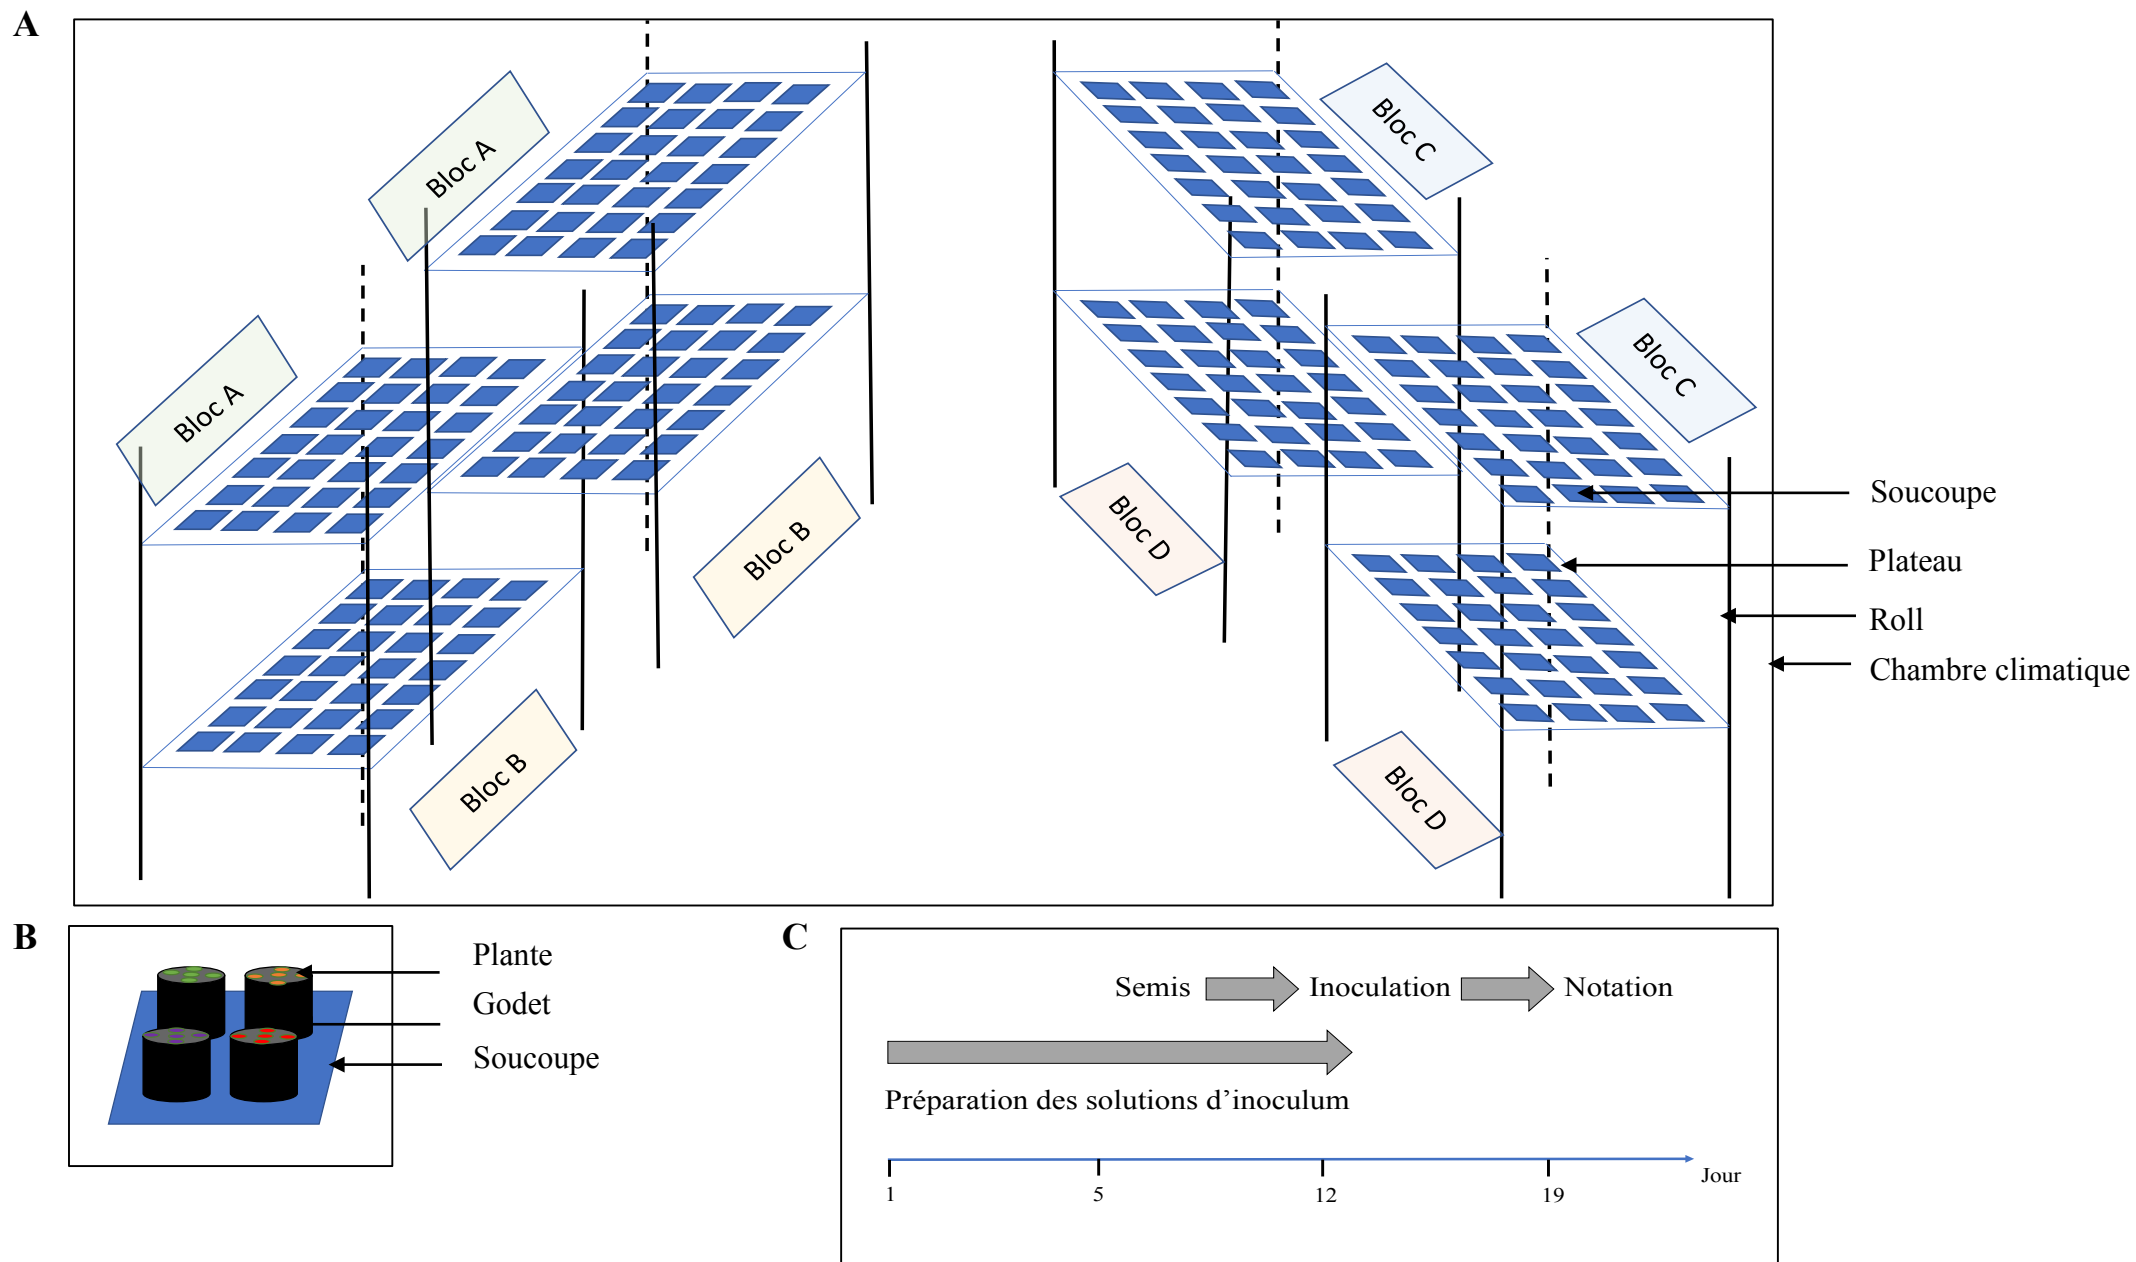 A
Bloc A
Bloc C
Bloc A
Bloc C
Bloc B
Bloc D
Soucoupe
Plateau
Roll
Chambre climatique
Bloc B
Bloc D
B
Plante
Godet
Soucoupe
C
Semis Inoculation Notation
Préparation des solutions d’inoculum
Jour
1 5 12 19